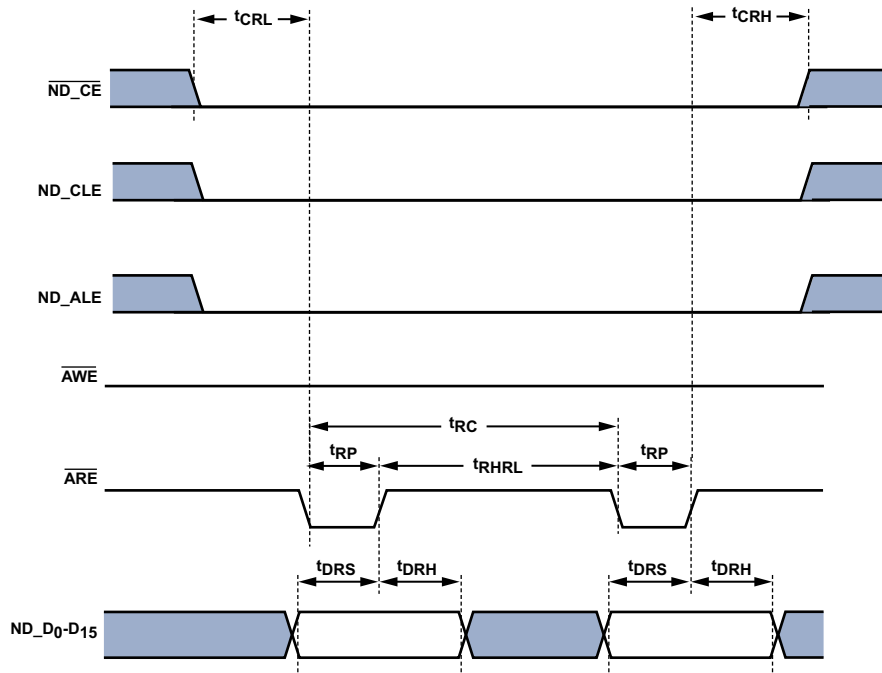 tCRL
tCRH
ND_CE
ND_CLE
ND_ALE
AWE
tRC
tRP
tRHRL
tRP
ARE
tDRS
tDRH
tDRS
tDRH
ND_D0-D15